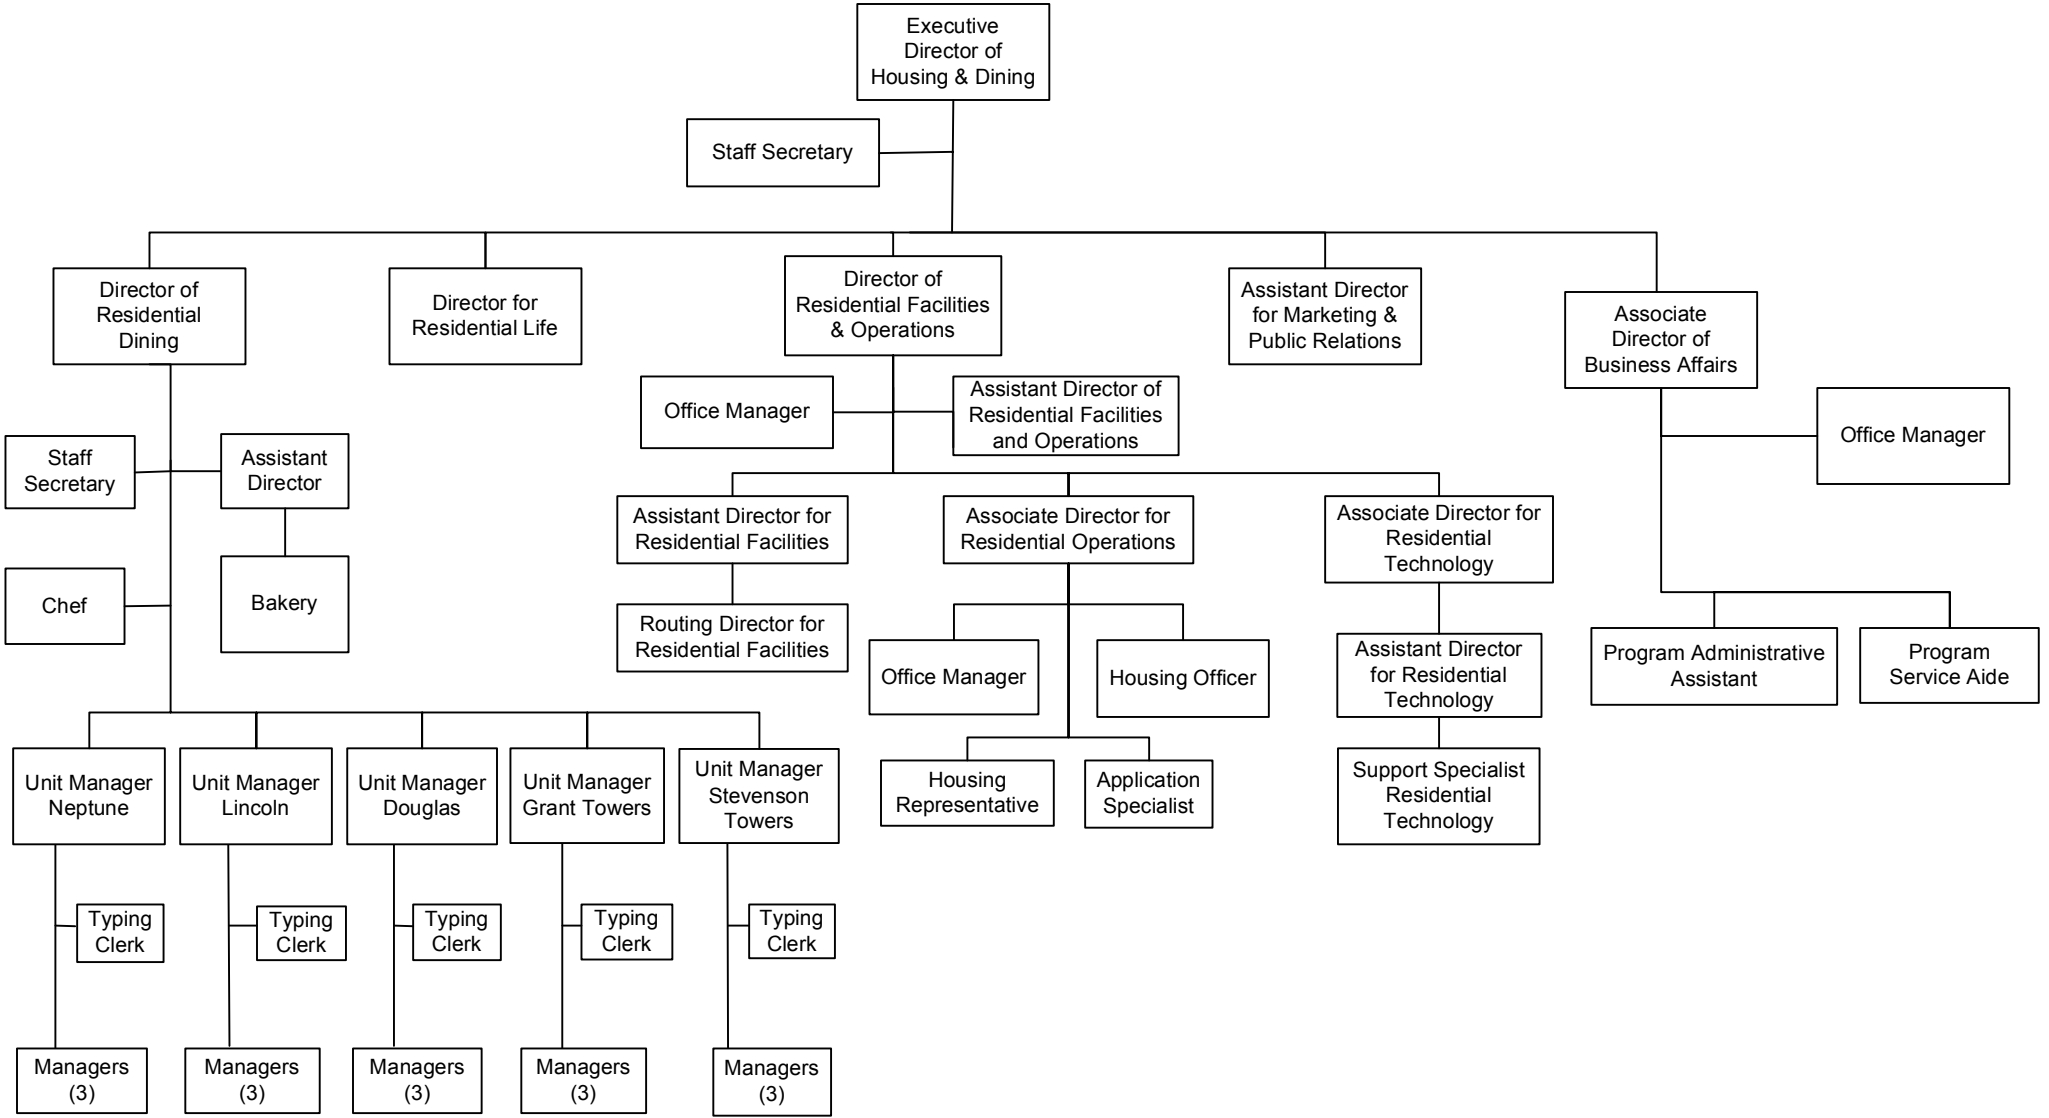 Executive
Director of
Housing & Dining
Staff Secretary
Director of
Residential
Dining
Director for
Residential Life
Director of
Residential Facilities
& Operations
Assistant Director
for Marketing &
Public Relations
Associate
Director of
Business Affairs
Office Manager
Assistant Director of
Residential Facilities
and Operations
Office Manager
Staff
Secretary
Assistant
Director
Assistant Director for
Residential Facilities
Associate Director for
Residential Operations
Associate Director for
Residential
Technology
Chef
Bakery
Routing Director for
Residential Facilities
Office Manager
Housing Officer
Assistant Director
for Residential
Technology
Program Administrative
Assistant
Program
Service Aide
Unit Manager
Neptune
Unit Manager
Lincoln
Unit Manager
Douglas
Unit Manager
Grant Towers
Unit Manager
Stevenson
Towers
Housing
Representative
Application
Specialist
Support Specialist
Residential
Technology
Typing
Clerk
Typing
Clerk
Typing
Clerk
Typing
Clerk
Typing
Clerk
Managers
(3)
Managers
(3)
Managers
(3)
Managers
(3)
Managers
(3)